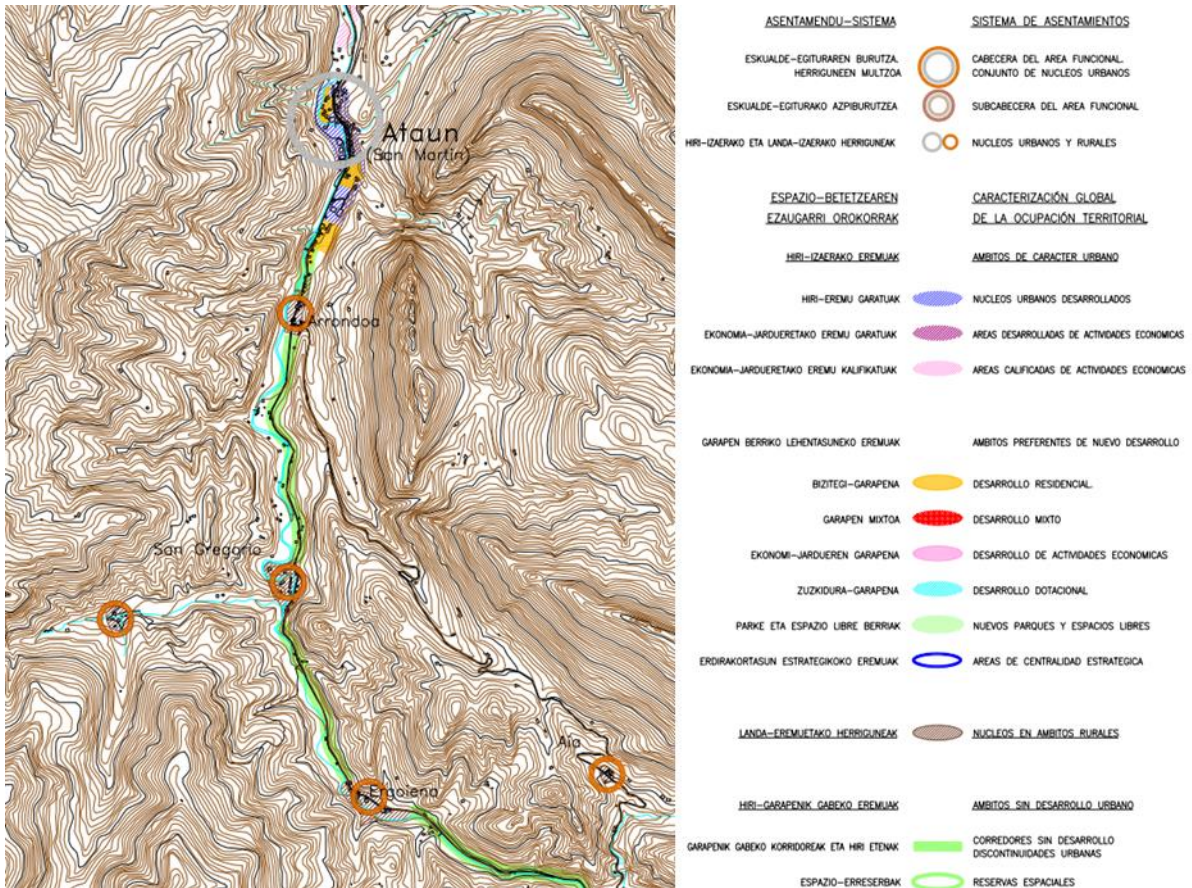 Ataun
(San Martín)
Arrondoa
San Gregorio
Aia
Ergoiena
ASENTAMENDU-SISTEMA
SISTEMA DE ASENTAMIENTOS
ESKUALDE-EGITURAREN BURUTZA.
HERRIGUNEEN MULTZOA
CABECERA DEL AREA FUNCIONAL.
CONJUNTO DE NUCLEOS URBANOS
ESKUALDE-EGITURAKO AZPIBURUTZEA
SUBCABECERA DEL AREA FUNCIONAL
HIRI-IZAERAKO ETA LANDA-IZAERAKO HERRIGUNEAK
NUCLEOS URBANOS Y RURALES
ESPAZIO-BETETZEAREN
EZAUGARRI OROKORRAK
CARACTERIZACIÓN GLOBAL
DE LA OCUPACIÓN TERRITORIAL
HIRI-IZAERAKO EREMUAK
AMBITOS DE CARACTER URBANO
HIRI-EREMU GARATUAK
NUCLEOS URBANOS DESARROLLADOS
EKONOMIA-JARDUERETAKO EREMU GARATUAK
AREAS DESARROLLADAS DE ACTIVIDADES ECONOMICAS
EKONOMIA-JARDUERETAKO EREMU KALIFIKATUAK
AREAS CALIFICADAS DE ACTIVIDADES ECONOMICAS
GARAPEN BERRIKO LEHENTASUNEKO EREMUAK
AMBITOS PREFERENTES DE NUEVO DESARROLLO
BIZITEGI-GARAPENA
DESARROLLO RESIDENCIAL.
GARAPEN MIXTOA
DESARROLLO MIXTO
EKONOMI-JARDUEREN GARAPENA
DESARROLLO DE ACTIVIDADES ECONOMICAS
ZUZKIDURA-GARAPENA
DESARROLLO DOTACIONAL
PARKE ETA ESPAZIO LIBRE BERRIAK
NUEVOS PARQUES Y ESPACIOS LIBRES
ERDIRAKORTASUN ESTRATEGIKOKO EREMUAK
AREAS DE CENTRALIDAD ESTRATEGICA
LANDA-EREMUETAKO HERRIGUNEAK
NUCLEOS EN AMBITOS RURALES
HIRI-GARAPENIK GABEKO EREMUAK
AMBITOS SIN DESARROLLO URBANO
GARAPENIK GABEKO KORRIDOREAK ETA HIRI ETENAK
CORREDORES SIN DESARROLLO
DISCONTINUIDADES URBANAS
ESPAZIO-ERRESERBAK
RESERVAS ESPACIALES